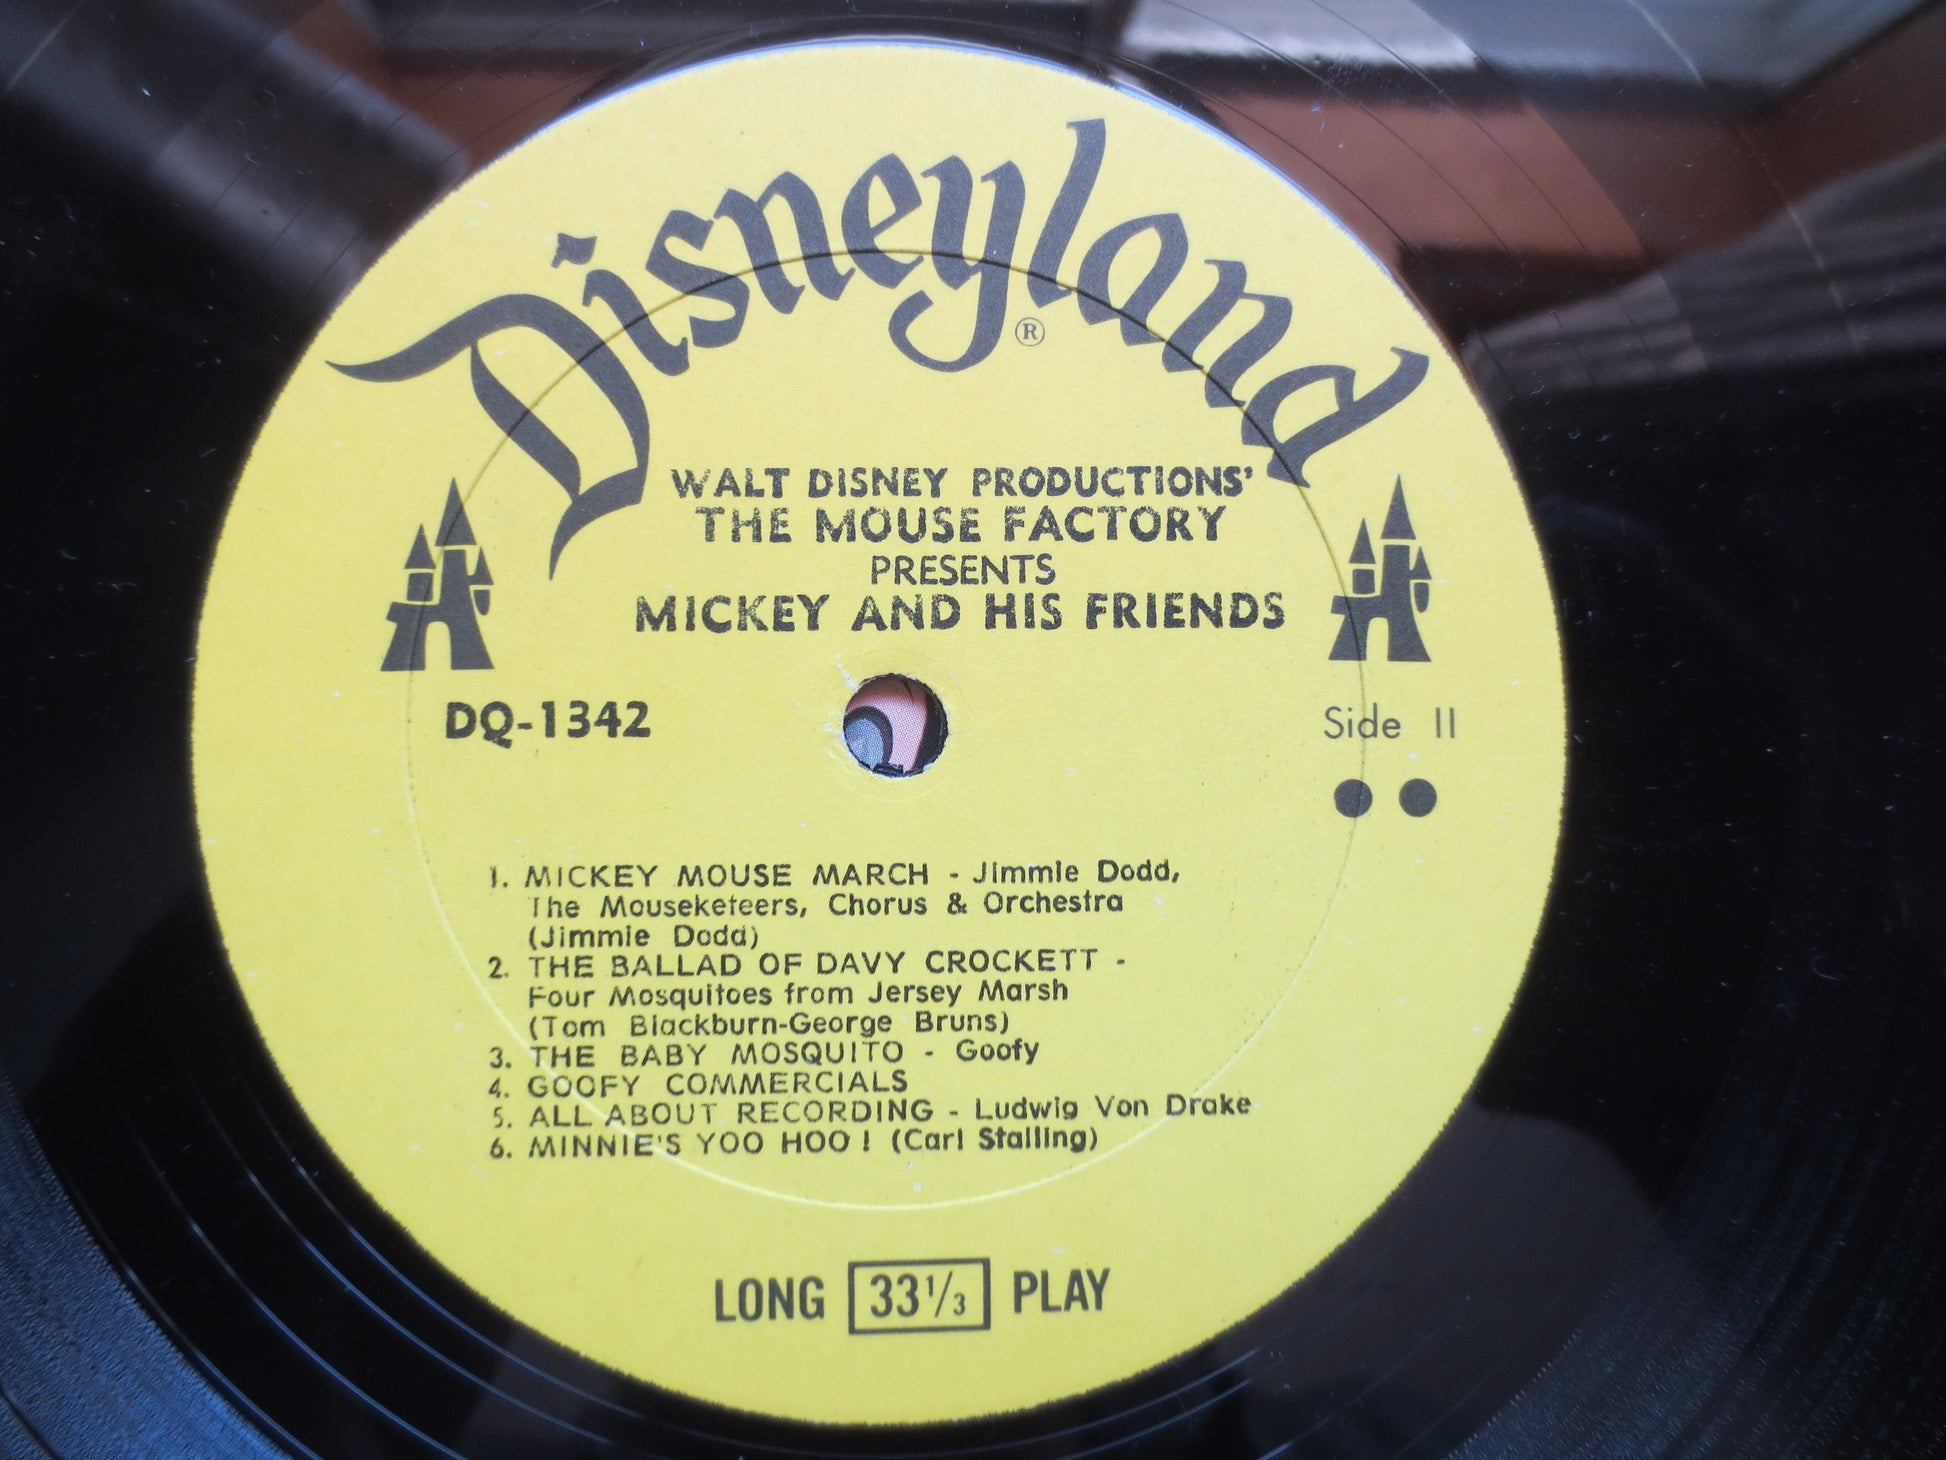 Disneyland®
WALT DISNEY PRODUCTIONS'
THE MOUSE FACTORY
PRESENTS
MICKEY AND HIS FRIENDS
DQ-1342
Side II
1. MICKEY MOUSE MARCH - Jimmie Dodd,
The Mouseketeers, Chorus & Orchestra
(Jimmie Dodd)
2. THE BALLAD OF DAVY CROCKETT -
Four Mosquitoes from Jersey Marsh
(Tom Blackburn-George Bruns)
3. THE BABY MOSQUITO - Goofy
4. GOOFY COMMERCIALS
5. ALL ABOUT RECORDING - Ludwig Von Drake
6. MINNIE'S YOO HOO! (Carl Stalling)
LONG 33⅓ PLAY